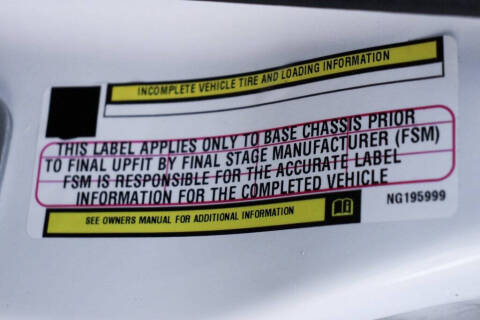 INCOMPLETE VEHICLE TIRE AND LOADING INFORMATION
THIS LABEL APPLIES ONLY TO BASE CHASSIS PRIOR
TO FINAL UPFIT BY FINAL STAGE MANUFACTURER (FSM)
FSM IS RESPONSIBLE FOR THE ACCURATE LABEL
INFORMATION FOR THE COMPLETED VEHICLE
SEE OWNERS MANUAL FOR ADDITIONAL INFORMATION
NG195999